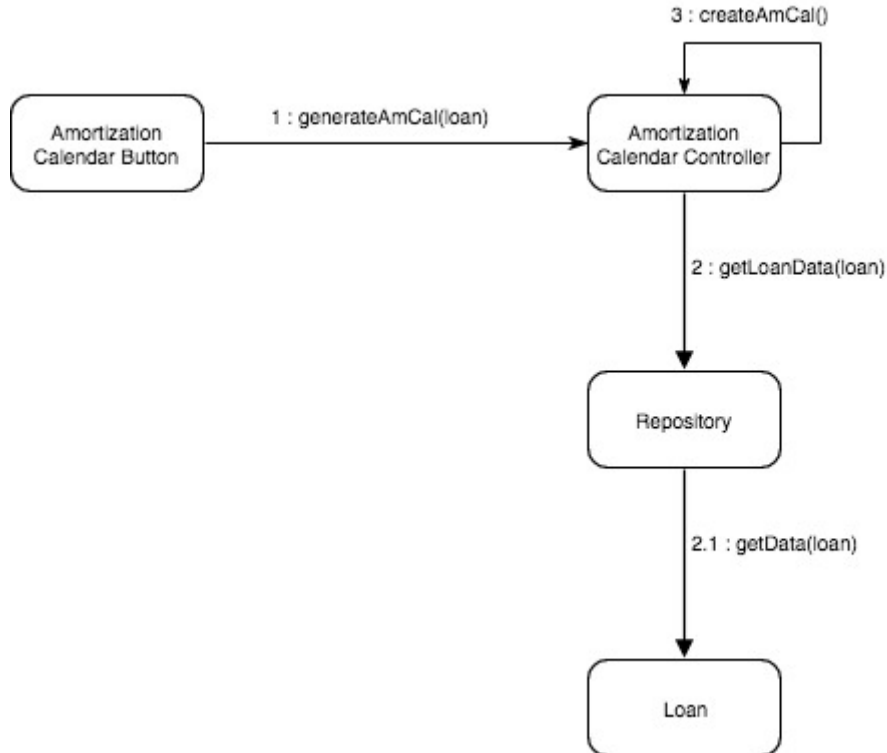 3 : createAmCal()
Amortization
Calendar Button
1 : generateAmCal(loan)
Amortization
Calendar Controller
2 : getLoanData(loan)
Repository
2.1 : getData(loan)
Loan